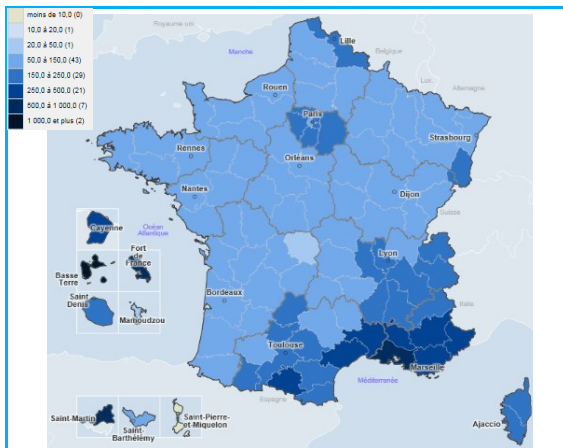 moins de 10,0 (0)
10,0 à 20,0 (1)
20,0 à 50,0 (1)
50,0 à 150,0 (43)
150,0 à 250,0 (29)
250,0 à 500,0 (21)
500,0 à 1 000,0 (7)
1 000,0 et plus (2)
Royaume uni
Manche
Lille
Belgique
Lux.
Allemagne
Rouen
Paris
Strasbourg
Rennes
Orléans
Nantes
Dijon
Suisse
Cayenne
Océan
Atlantique
Fort
de
France
Basse
Terre
Lyon
Italie
Saint
Denis
Mamoudzou
Bordeaux
Toulouse
Marseille
Méditerranée
Espagne
Ajaccio
Saint-Martin
Saint-
Barthélémy
Saint-Pierre-
et-Miquelon